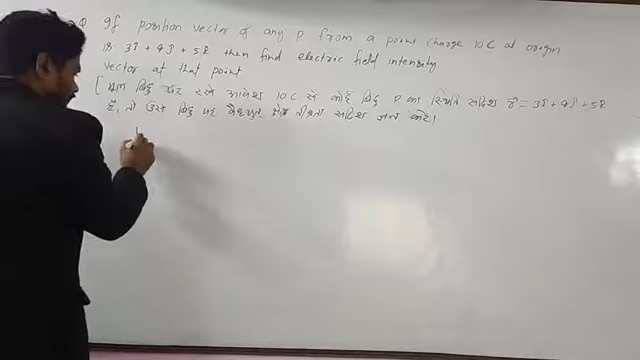 Q If position vector of any P from a point charge 10C at origin
is 3î + 4ĵ + 5k̂ then find electric field intensity
vector at that point
[ मूल बिंदु पर रखे आवेश 10C से कोई बिंदु P का स्थिति सदिश r⃗ = 3î + 4ĵ + 5k̂
है, तो उस बिंदु पर वैद्युत क्षेत्र तीव्रता सदिश ज्ञात करें।